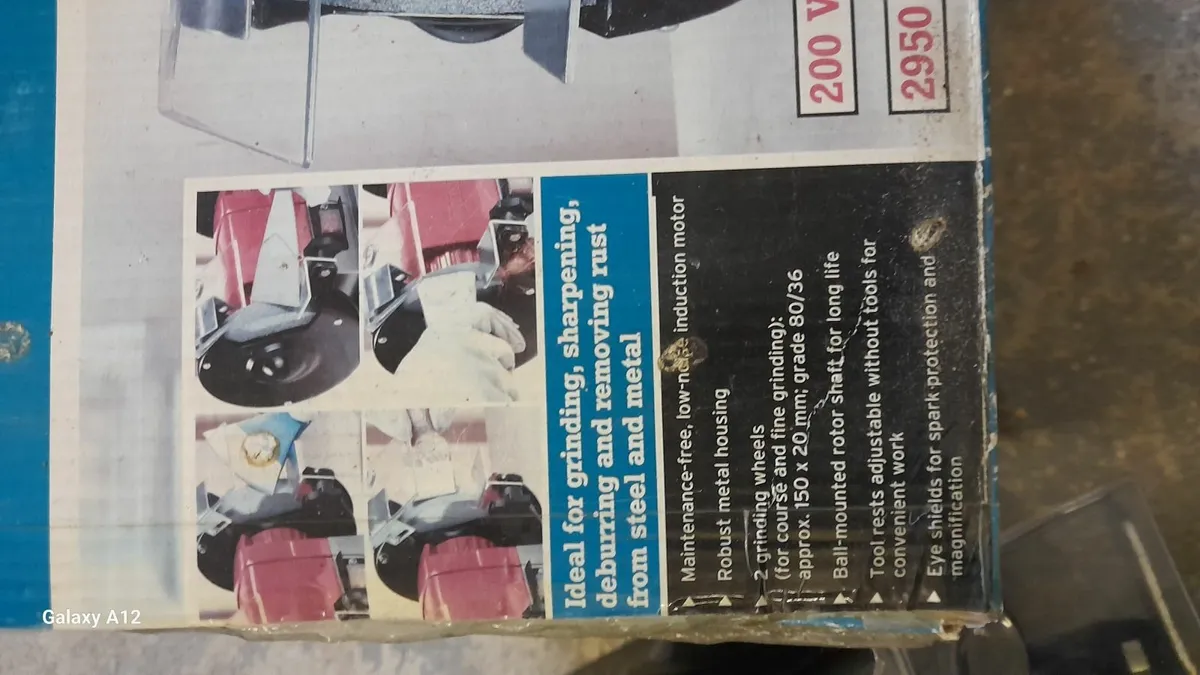 Ideal for grinding, sharpening,
deburring and removing rust
from steel and metal
Maintenance-free, low-noise induction motor
Robust metal housing
2 grinding wheels
(for course and fine grinding):
approx. 150 x 20 mm; grade 80/36
Ball-mounted rotor shaft for long life
Tool rests adjustable without tools for
convenient work
Eye shields for spark protection and
magnification
200 W
2950
Galaxy A12